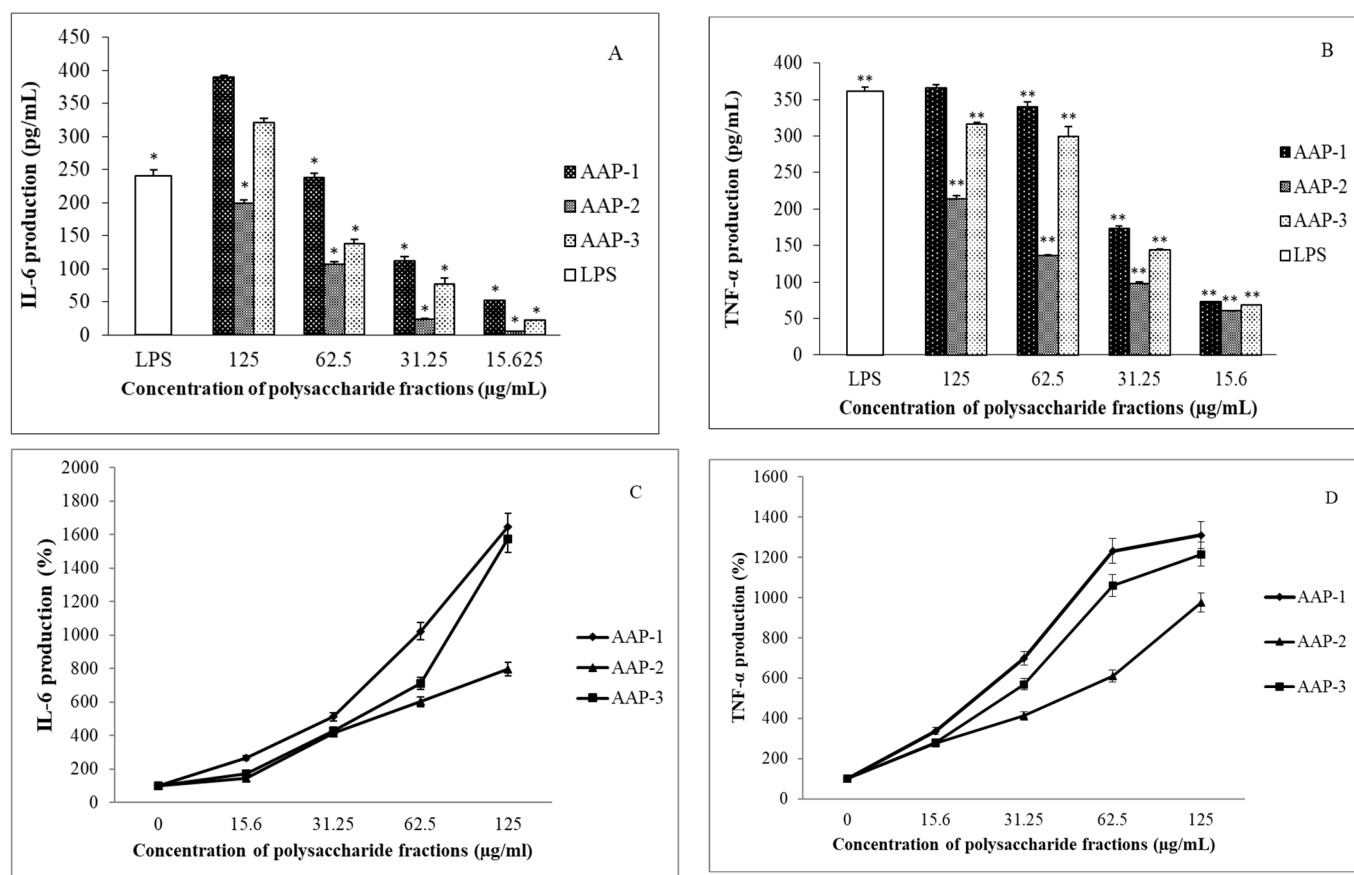 A
IL-6 production (pg/mL)
450
400
350
300
250
200
150
100
50
0
*
*
*
*
*
*
*
*
*
*
*
LPS 125 62.5 31.25 15.625
Concentration of polysaccharide fractions (µg/mL)
AAP-1
AAP-2
AAP-3
LPS
B
TNF-α production (pg/mL)
400
350
300
250
200
150
100
50
0
**
**
**
**
**
**
**
**
**
**
**
**
LPS 125 62.5 31.25 15.6
Concentration of polysaccharide fractions (µg/mL)
AAP-1
AAP-2
AAP-3
LPS
C
IL-6 production (%)
2000
1800
1600
1400
1200
1000
800
600
400
200
0
0 15.6 31.25 62.5 125
Concentration of polysaccharide fractions (µg/ml)
AAP-1
AAP-2
AAP-3
D
TNF-α production (%)
1600
1400
1200
1000
800
600
400
200
0
0 15.6 31.25 62.5 125
Concentration of polysaccharide fractions (µg/mL)
AAP-1
AAP-2
AAP-3